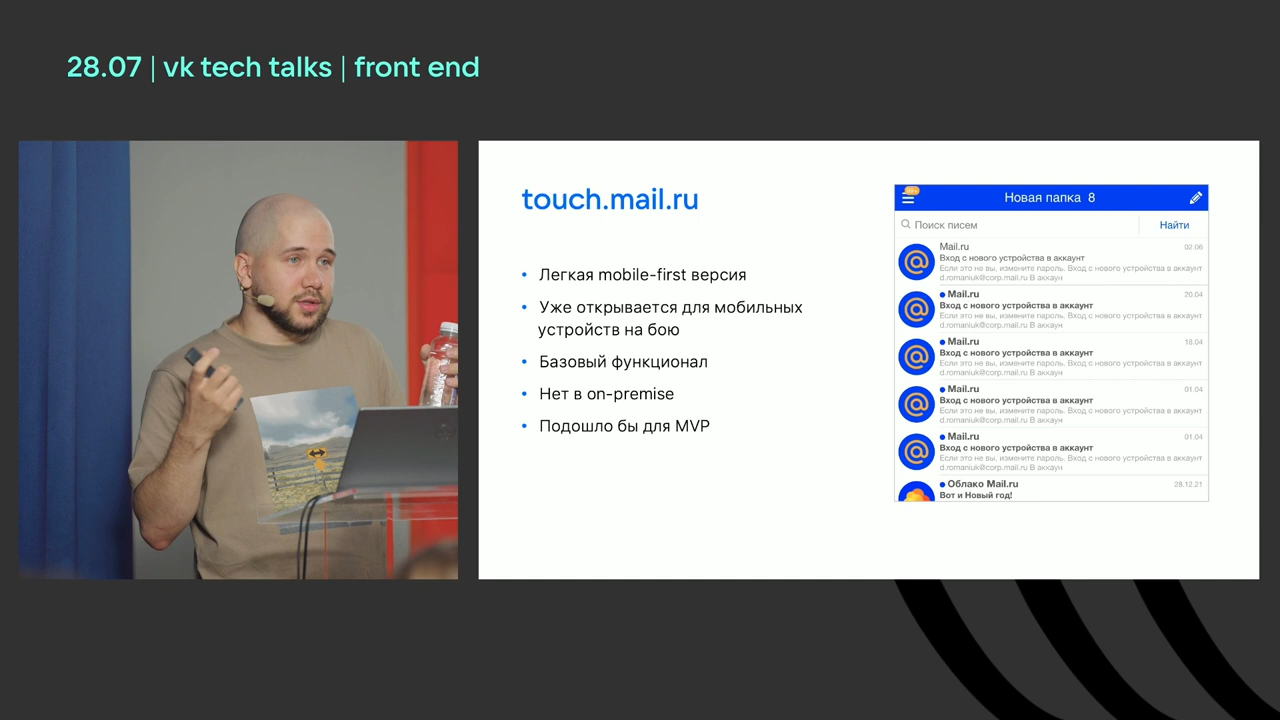 28.07 | vk tech talks | front end
touch.mail.ru
• Легкая mobile-first версия
• Уже открывается для мобильных
устройств на бою
• Базовый функционал
• Нет в on-premise
• Подошло бы для MVP
Новая папка 8
Поиск писем Найти
Mail.ru 02.06
Вход с нового устройства в аккаунт
Если это не вы, измените пароль. Вход с нового устройства в аккаунт
d.romaniuk@corp.mail.ru В аккаун
Mail.ru 20.04
Вход с нового устройства в аккаунт
Если это не вы, измените пароль. Вход с нового устройства в аккаунт
d.romaniuk@corp.mail.ru В аккаун
Mail.ru 18.04
Вход с нового устройства в аккаунт
Если это не вы, измените пароль. Вход с нового устройства в аккаунт
d.romaniuk@corp.mail.ru В аккаун
Mail.ru 01.04
Вход с нового устройства в аккаунт
Если это не вы, измените пароль. Вход с нового устройства в аккаунт
d.romaniuk@corp.mail.ru В аккаун
Mail.ru 01.04
Вход с нового устройства в аккаунт
Если это не вы, измените пароль. Вход с нового устройства в аккаунт
d.romaniuk@corp.mail.ru В аккаун
Облако Mail.ru 28.12.21
Вот и Новый год!